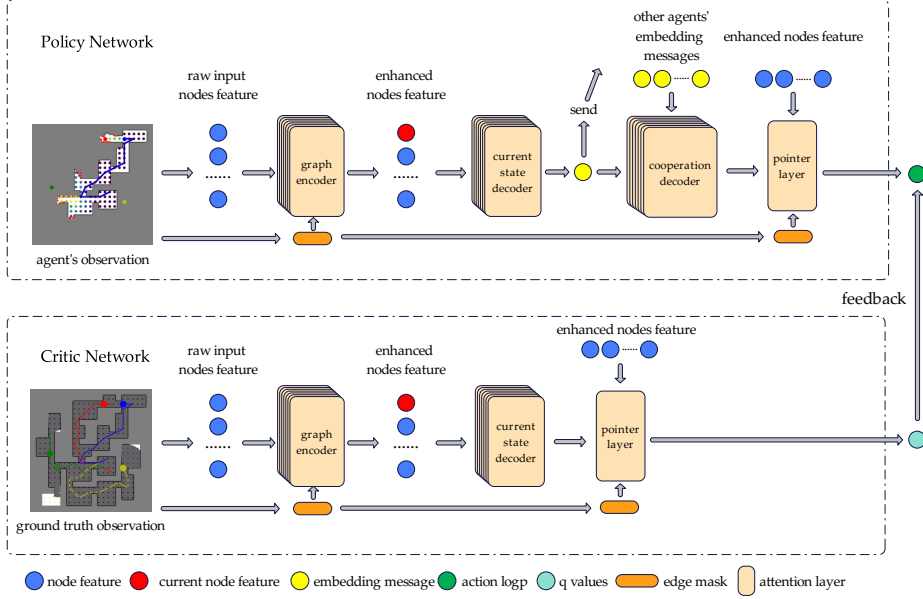 Policy Network
raw input
nodes feature
enhanced
nodes feature
other agents'
embedding
messages
enhanced nodes feature
send
graph
encoder
current
state
decoder
cooperation
decoder
pointer
layer
......
......
......
......
agent's observation
feedback
Critic Network
raw input
nodes feature
enhanced
nodes feature
enhanced nodes feature
......
graph
encoder
current
state
decoder
pointer
layer
......
......
ground truth observation
node feature
current node feature
embedding message
action logp
q values
edge mask
attention layer